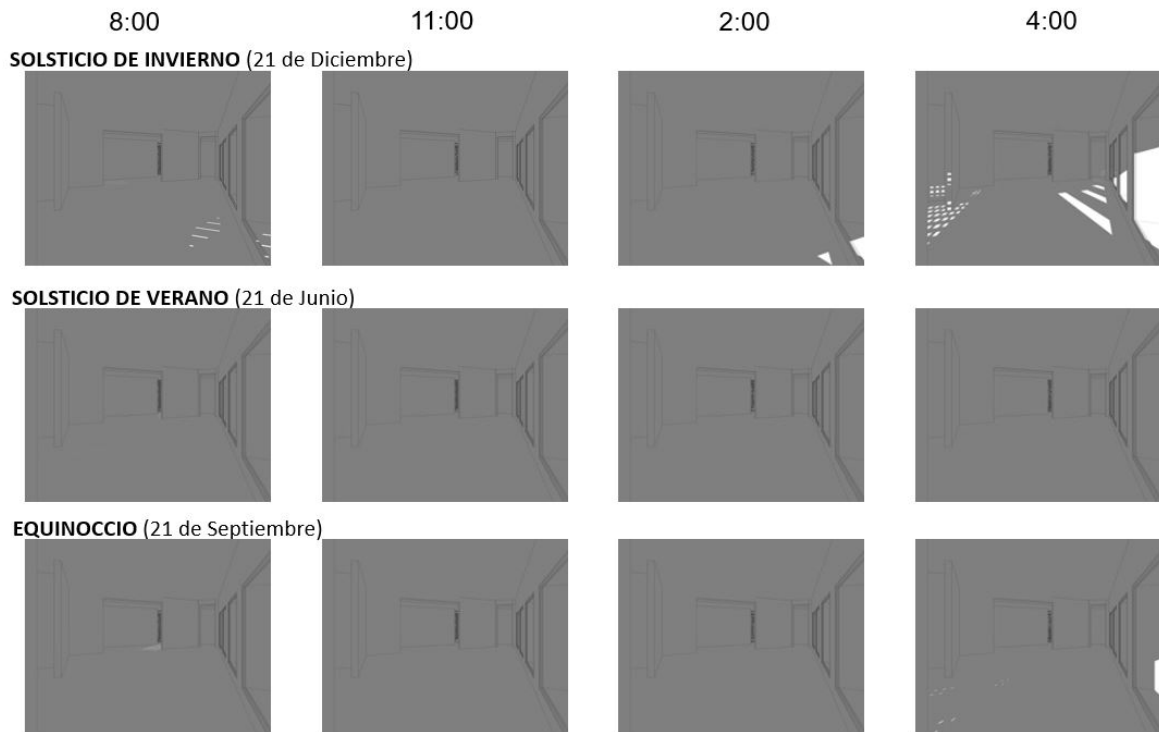 8:00 11:00 2:00 4:00
SOLSTICIO DE INVIERNO (21 de Diciembre)
SOLSTICIO DE VERANO (21 de Junio)
EQUINOCCIO (21 de Septiembre)